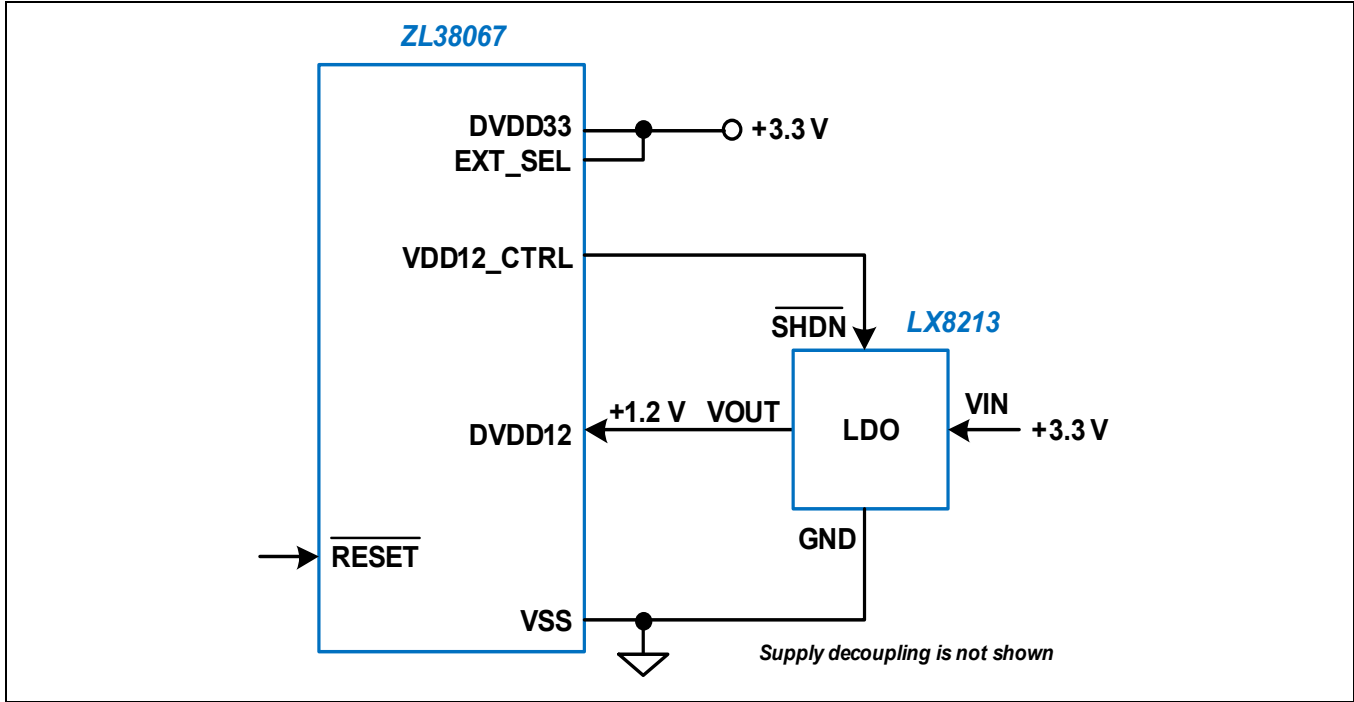 ZL38067
DVDD33
+3.3 V
EXT_SEL
VDD12_CTRL
SHDN
LX8213
+1.2 V VOUT
VIN
DVDD12
LDO
+3.3 V
GND
RESET
VSS
Supply decoupling is not shown